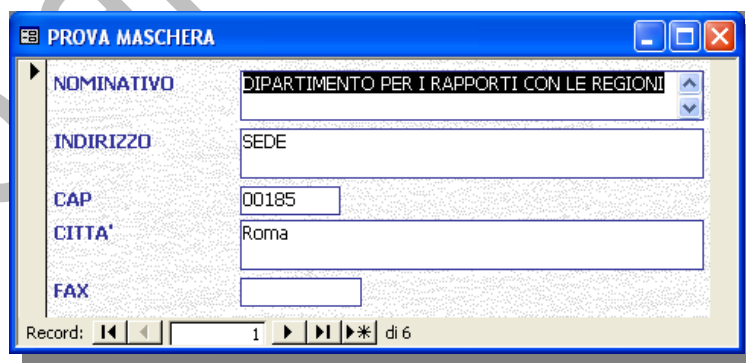 PROVA MASCHERA
NOMINATIVO DIPARTIMENTO PER I RAPPORTI CON LE REGIONI
INDIRIZZO SEDE
CAP 00185
CITTA' Roma
FAX
Record: 1 di 6